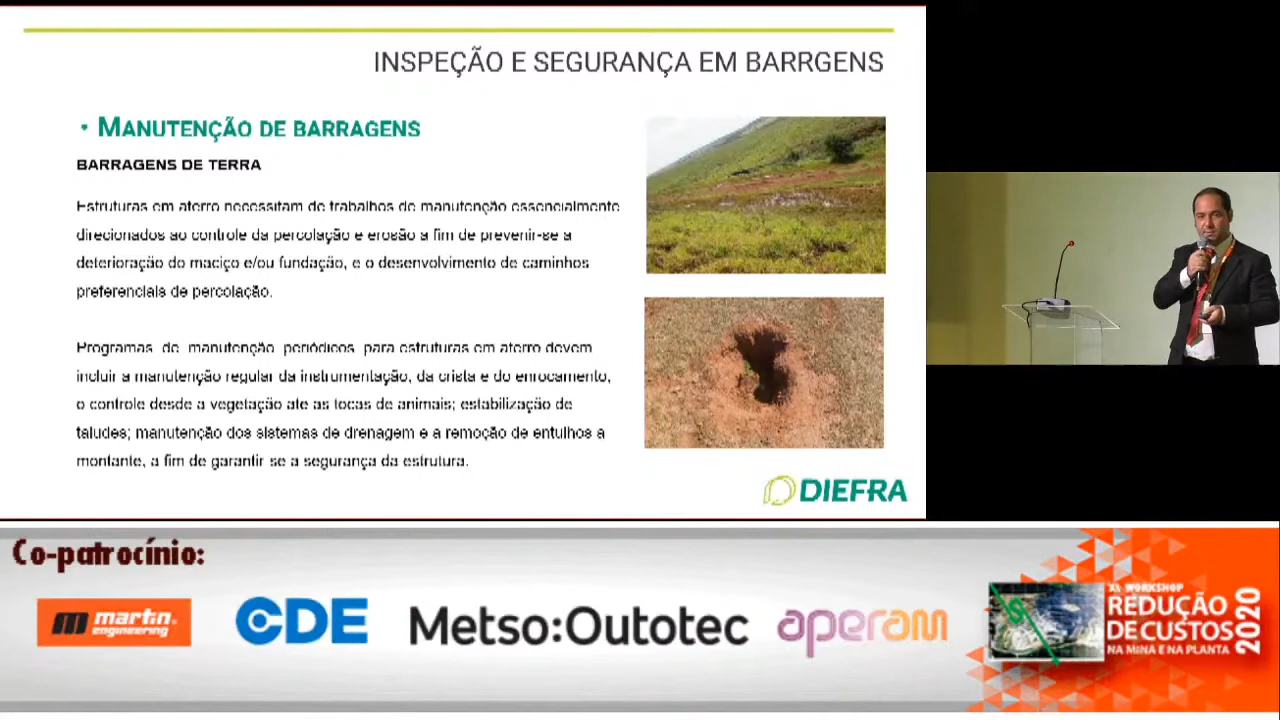 INSPEÇÃO E SEGURANÇA EM BARRGENS
• MANUTENÇÃO DE BARRAGENS
BARRAGENS DE TERRA
Estruturas em aterro necessitam de trabalhos de manutenção essencialmente
direcionados ao controle da percolação e erosão a fim de prevenir-se a
deterioração do maciço e/ou fundação, e o desenvolvimento de caminhos
preferenciais de percolação.
Programas de manutenção periódicos para estruturas em aterro devem
incluir a manutenção regular da instrumentação, da crista e do enrocamento,
o controle desde a vegetação ate as tocas de animais; estabilização de
taludes; manutenção dos sistemas de drenagem e a remoção de entulhos a
montante, a fim de garantir se a segurança da estrutura.
DIEFRA
Co-patrocínio:
martin engineering
CDE
Metso:Outotec
aperam
XI WORKSHOP
REDUÇÃO
DE CUSTOS
NA MINA E NA PLANTA
2020